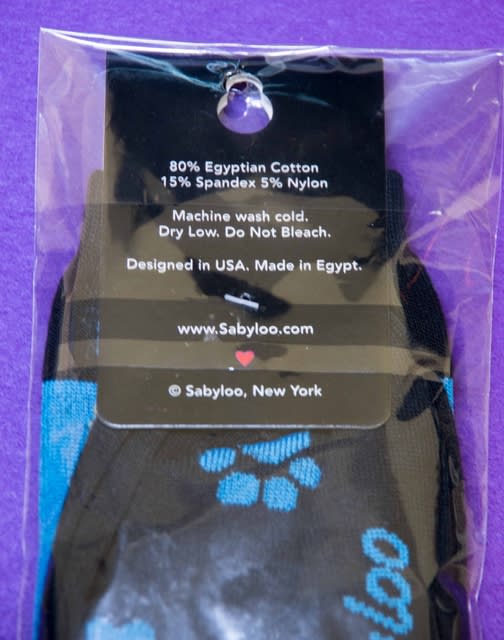 80% Egyptian Cotton
15% Spandex 5% Nylon
Machine wash cold.
Dry Low. Do Not Bleach.
Designed in USA. Made in Egypt.
www.Sabyloo.com
© Sabyloo, New York